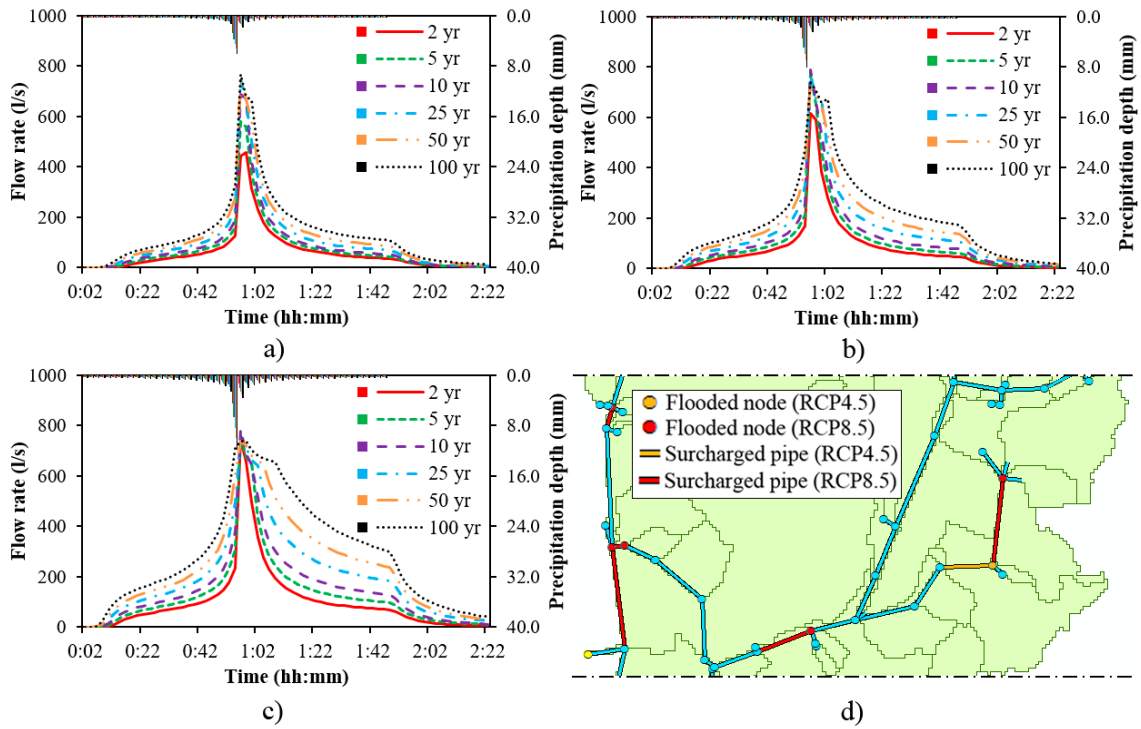 1000
800
600
400
200
0
Flow rate (l/s)
0.0
8.0
16.0
24.0
32.0
40.0
Precipitation depth (mm)
2 yr
5 yr
10 yr
25 yr
50 yr
100 yr
0:02 0:22 0:42 1:02 1:22 1:42 2:02 2:22
Time (hh:mm)
a)
1000
800
600
400
200
0
Flow rate (l/s)
0.0
8.0
16.0
24.0
32.0
40.0
Precipitation depth (mm)
2 yr
5 yr
10 yr
25 yr
50 yr
100 yr
0:02 0:22 0:42 1:02 1:22 1:42 2:02 2:22
Time (hh:mm)
b)
1000
800
600
400
200
0
Flow rate (l/s)
0.0
8.0
16.0
24.0
32.0
40.0
Precipitation depth (mm)
2 yr
5 yr
10 yr
25 yr
50 yr
100 yr
0:02 0:22 0:42 1:02 1:22 1:42 2:02 2:22
Time (hh:mm)
c)
Flooded node (RCP4.5)
Flooded node (RCP8.5)
Surcharged pipe (RCP4.5)
Surcharged pipe (RCP8.5)
d)